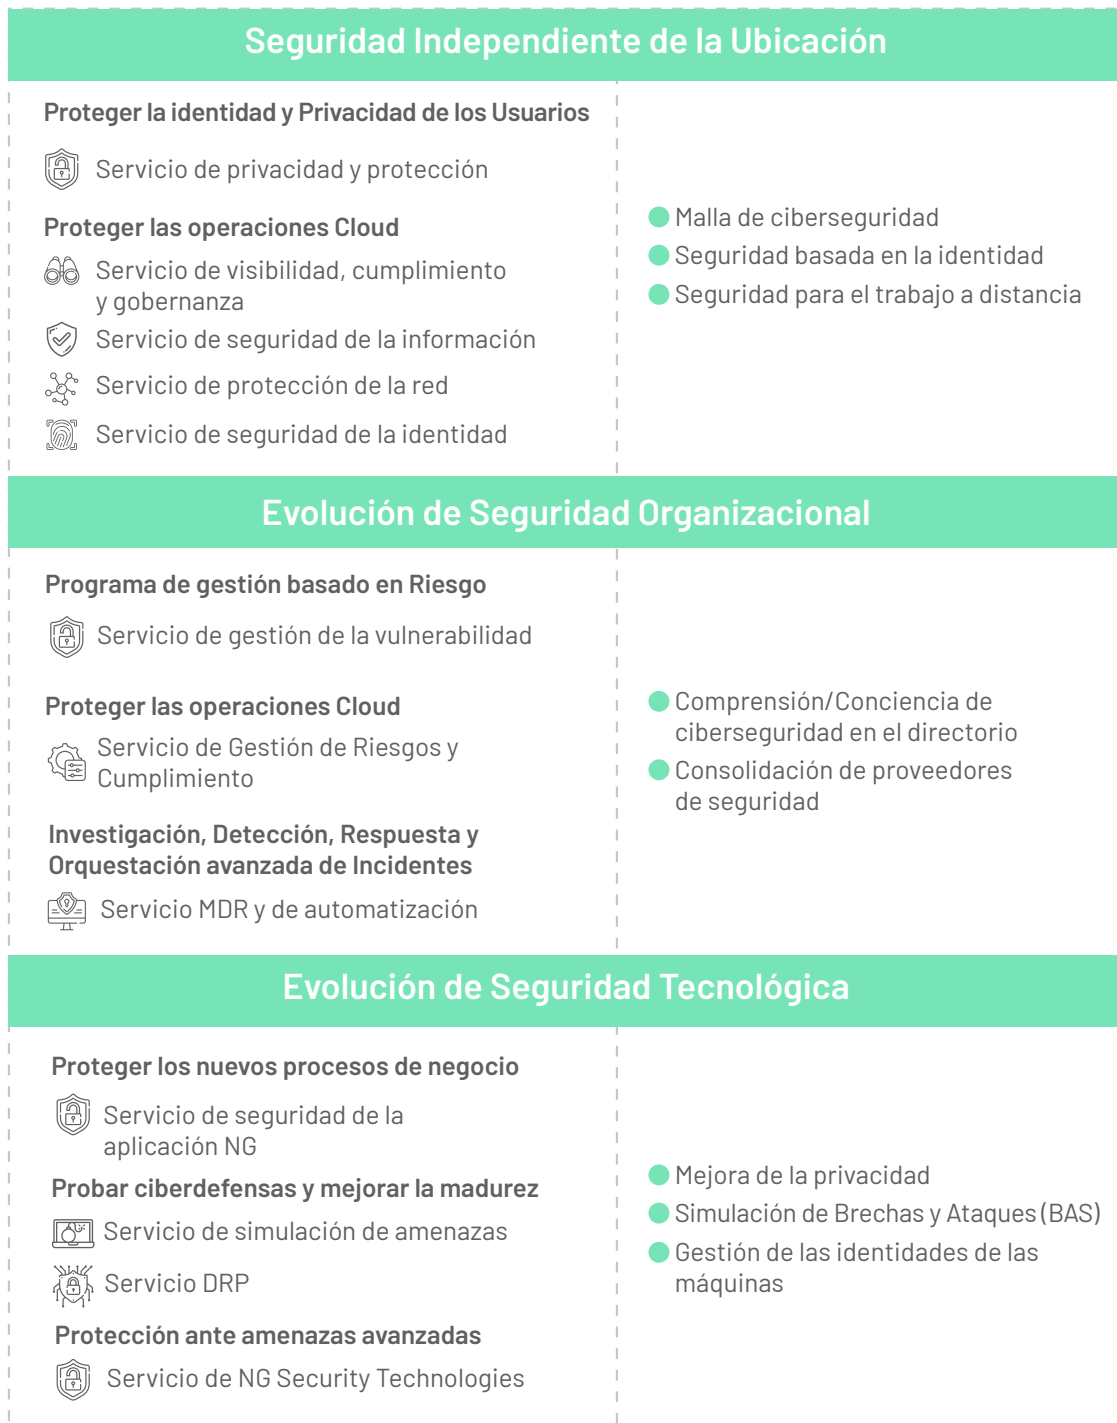 Seguridad Independiente de la Ubicación
Proteger la identidad y Privacidad de los Usuarios
Servicio de privacidad y protección
Proteger las operaciones Cloud
Servicio de visibilidad, cumplimiento
y gobernanza
Servicio de seguridad de la información
Servicio de protección de la red
Servicio de seguridad de la identidad
Malla de ciberseguridad
Seguridad basada en la identidad
Seguridad para el trabajo a distancia
Evolución de Seguridad Organizacional
Programa de gestión basado en Riesgo
Servicio de gestión de la vulnerabilidad
Proteger las operaciones Cloud
Servicio de Gestión de Riesgos y
Cumplimiento
Investigación, Detección, Respuesta y
Orquestación avanzada de Incidentes
Servicio MDR y de automatización
Comprensión/Conciencia de
ciberseguridad en el directorio
Consolidación de proveedores
de seguridad
Evolución de Seguridad Tecnológica
Proteger los nuevos procesos de negocio
Servicio de seguridad de la
aplicación NG
Probar ciberdefensas y mejorar la madurez
Servicio de simulación de amenazas
Servicio DRP
Protección ante amenazas avanzadas
Servicio de NG Security Technologies
Mejora de la privacidad
Simulación de Brechas y Ataques (BAS)
Gestión de las identidades de las
máquinas